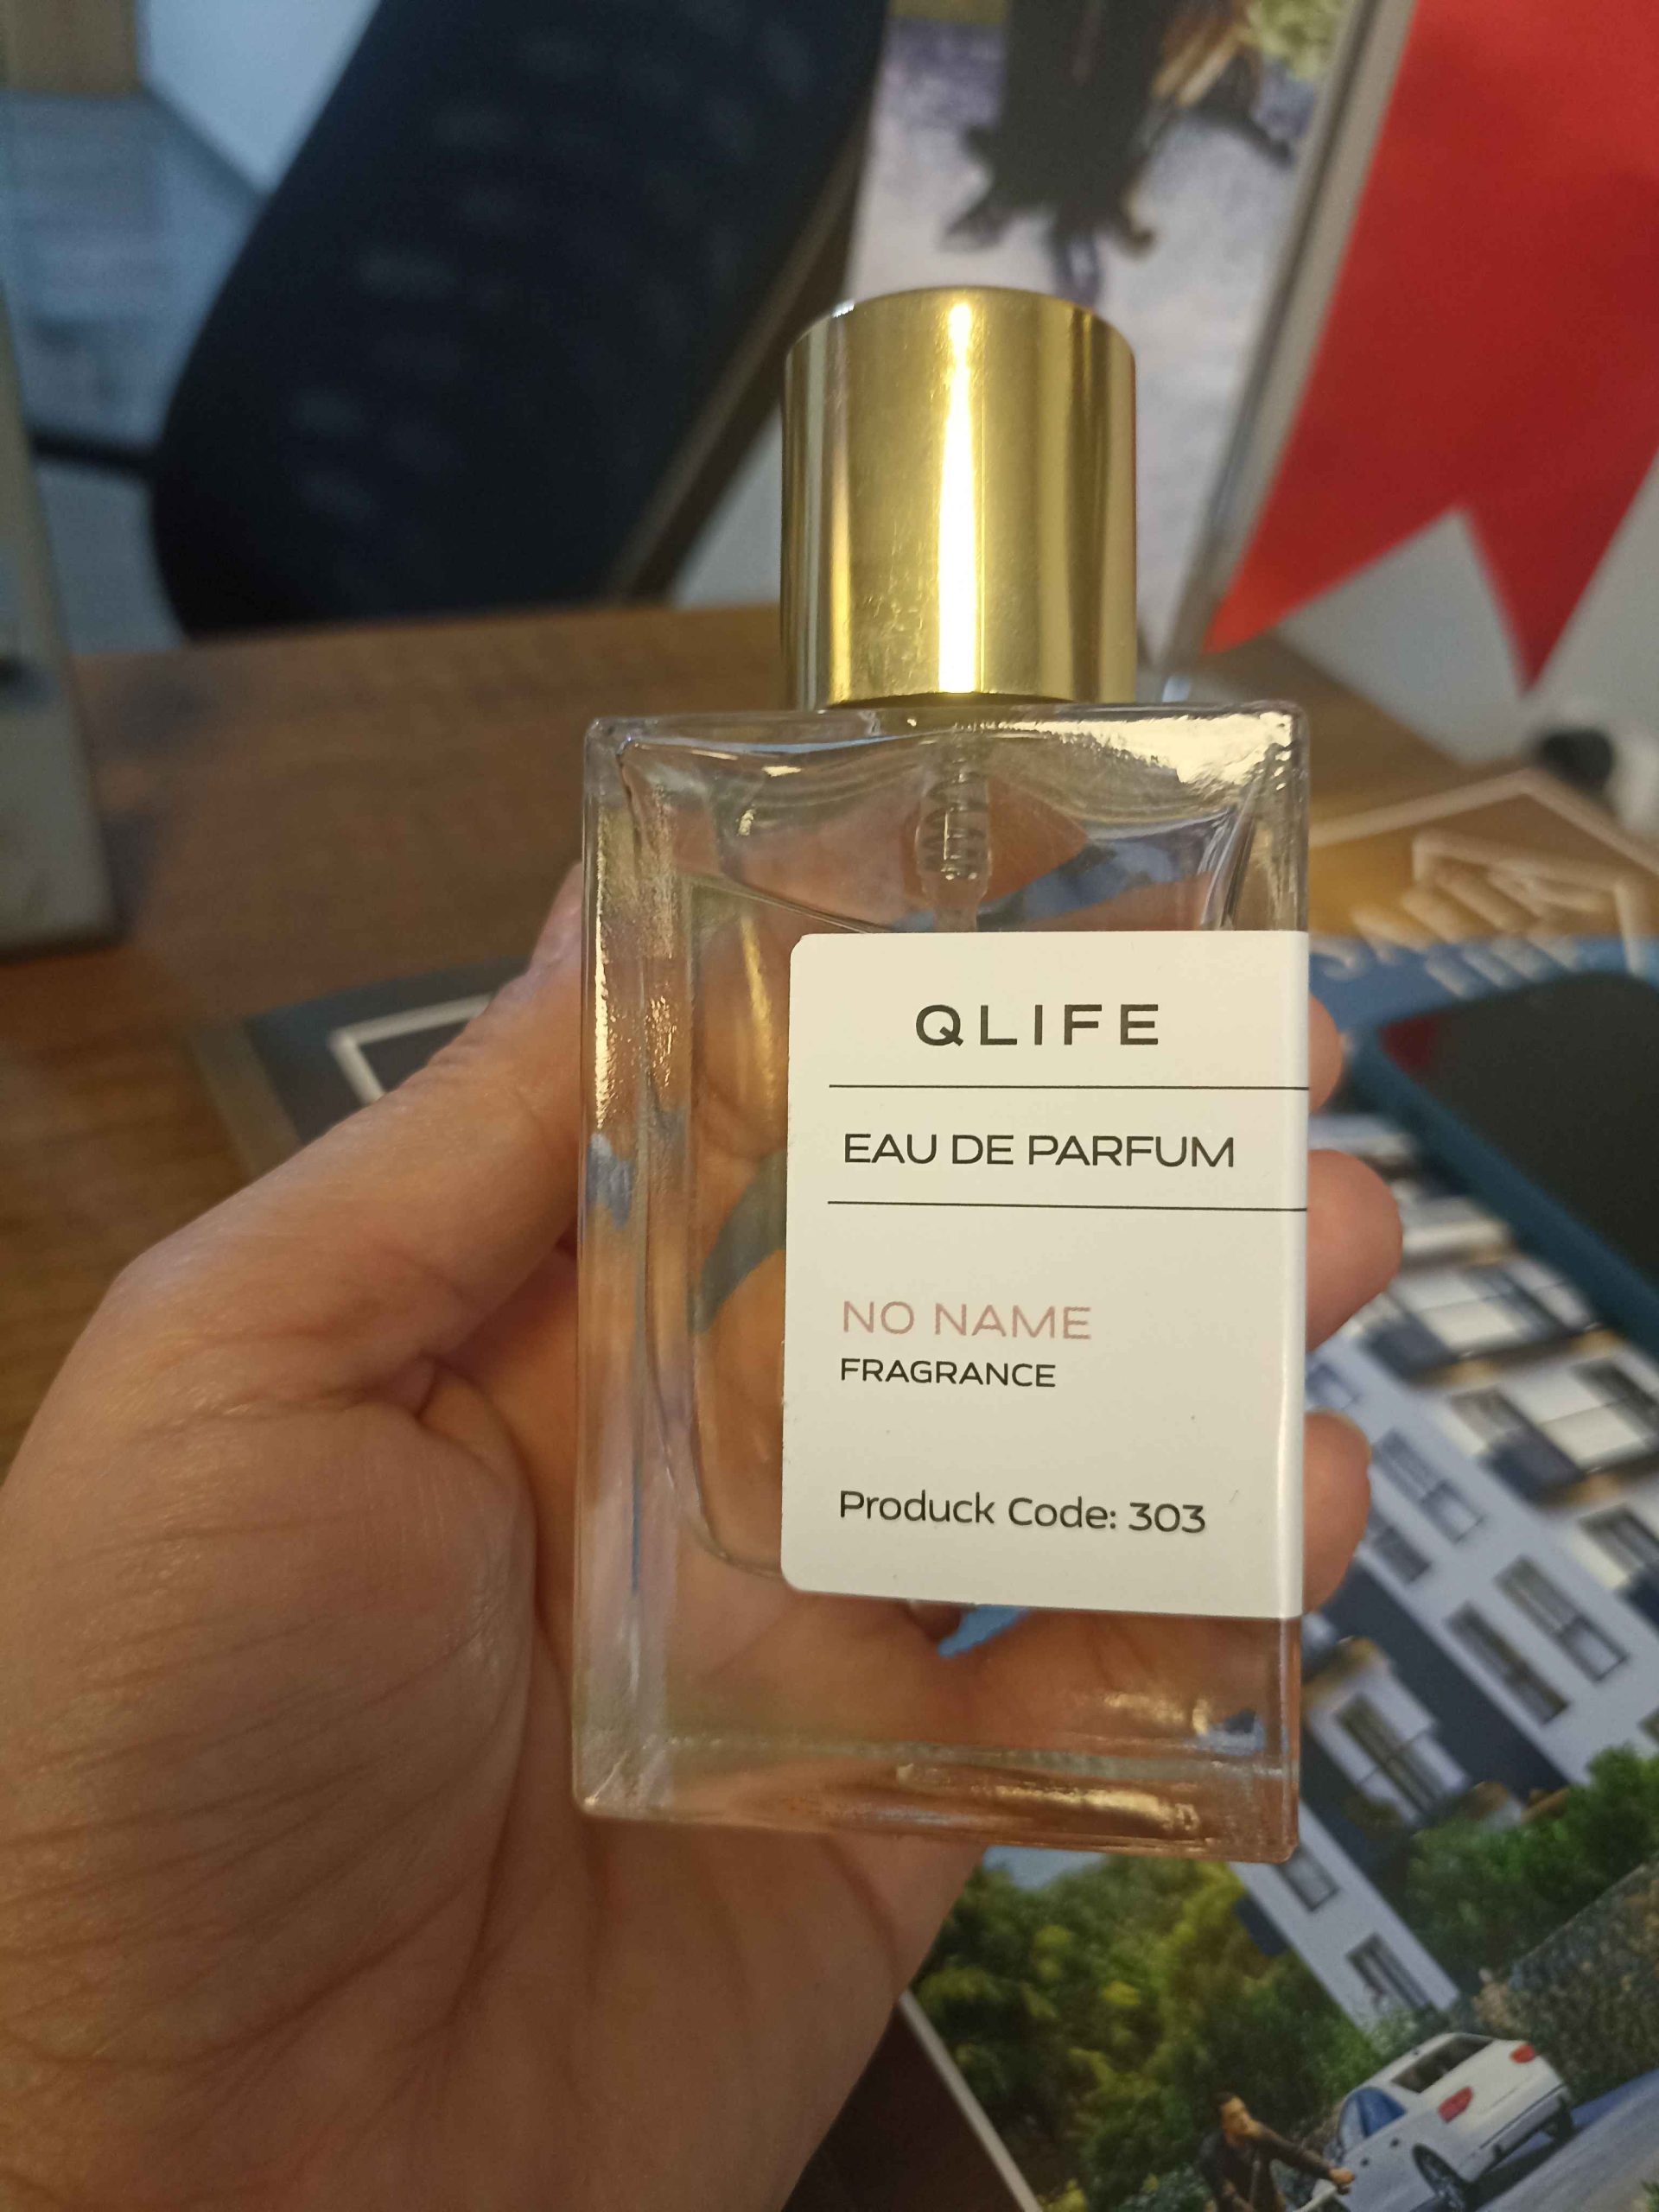 QLIFE
EAU DE PARFUM
NO NAME
FRAGRANCE
Produck Code: 303